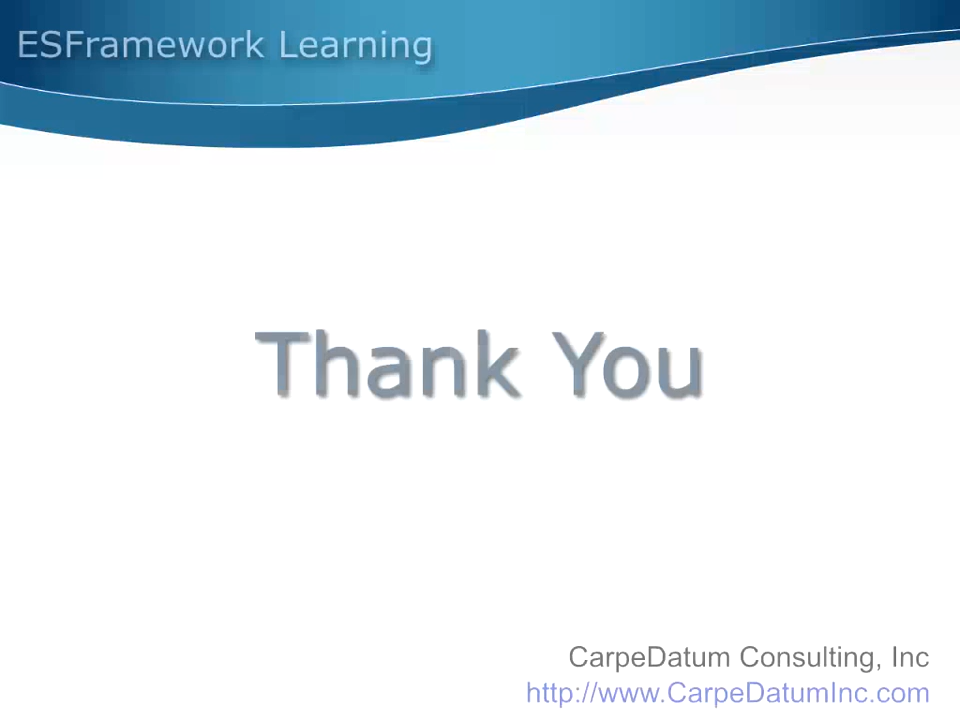 ESFramework Learning
Thank You
CarpeDatum Consulting, Inc
http://www.CarpeDatumInc.com